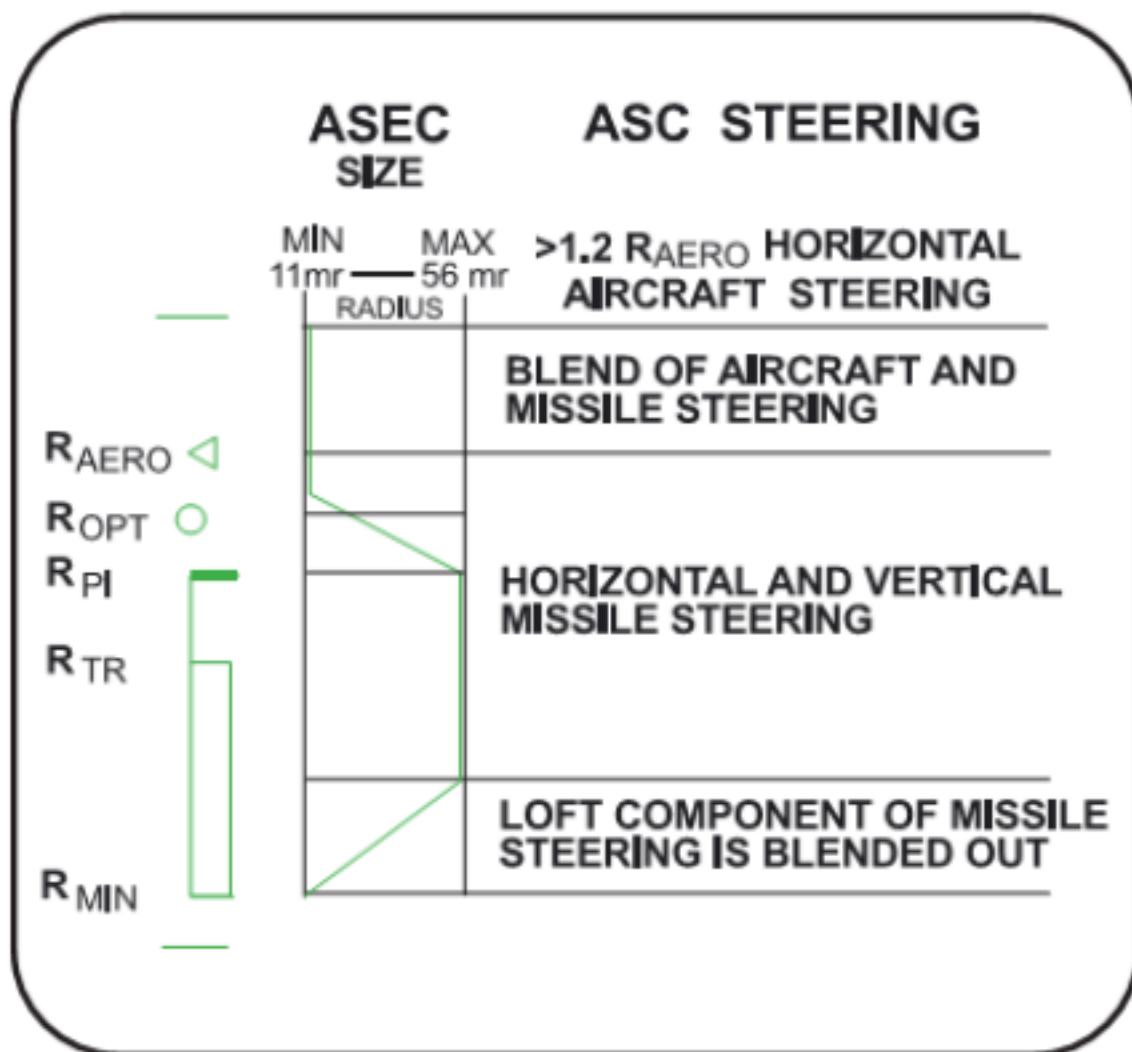 ASEC ASC STEERING
SIZE
MIN MAX
11mr 56 mr
RADIUS
>1.2 RAERO HORIZONTAL
AIRCRAFT STEERING
BLEND OF AIRCRAFT AND
MISSILE STEERING
RAERO
ROPT
RPI
HORIZONTAL AND VERTICAL
MISSILE STEERING
RTR
LOFT COMPONENT OF MISSILE
STEERING IS BLENDED OUT
RMIN